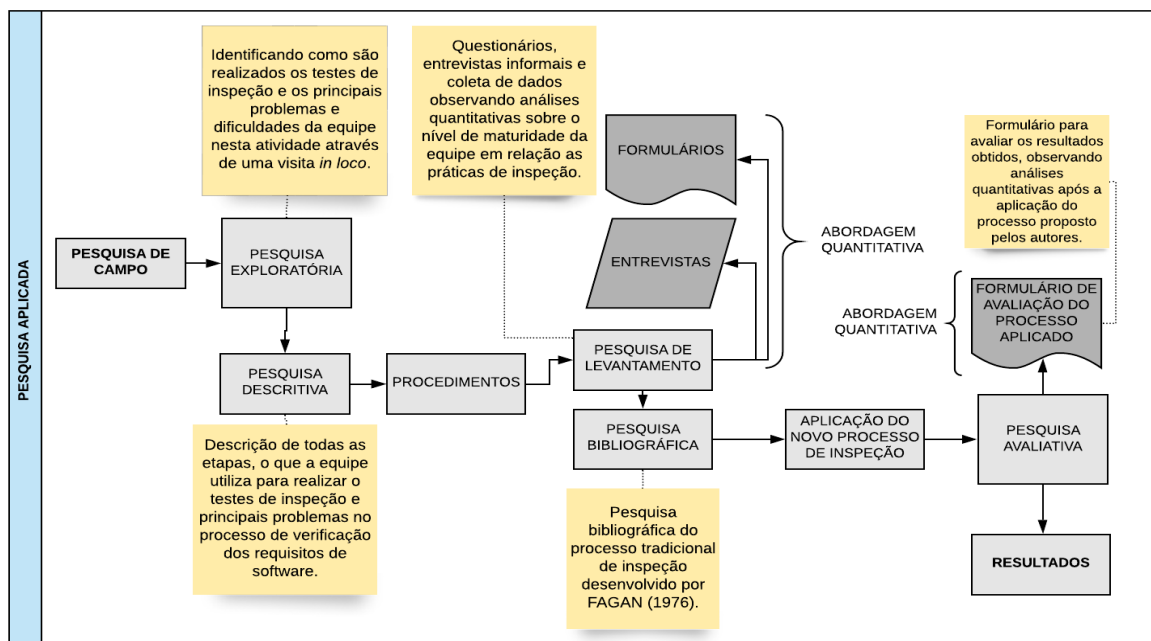 PESQUISA APLICADA
Identificando como são
realizados os testes de
inspeção e os principais
problemas e
dificuldades da equipe
nesta atividade através
de uma visita in loco.
Questionários,
entrevistas informais e
coleta de dados
observando análises
quantitativas sobre o
nível de maturidade da
equipe em relação as
práticas de inspeção.
FORMULÁRIOS
ENTREVISTAS
ABORDAGEM
QUANTITATIVA
Formulário para
avaliar os resultados
obtidos, observando
análises
quantitativas após a
aplicação do
processo proposto
pelos autores.
PESQUISA DE
CAMPO
PESQUISA
EXPLORATÓRIA
ABORDAGEM
QUANTITATIVA
FORMULÁRIO DE
AVALIAÇÃO DO
PROCESSO
APLICADO
PESQUISA
DESCRITIVA
PROCEDIMENTOS
PESQUISA DE
LEVANTAMENTO
PESQUISA
BIBLIOGRÁFICA
APLICAÇÃO DO
NOVO PROCESSO
DE INSPEÇÃO
PESQUISA
AVALIATIVA
Descrição de todas as
etapas, o que a equipe
utiliza para realizar o
testes de inspeção e
principais problemas no
processo de verificação
dos requisitos de
software.
Pesquisa
bibliográfica do
processo tradicional
de inspeção
desenvolvido por
FAGAN (1976).
RESULTADOS